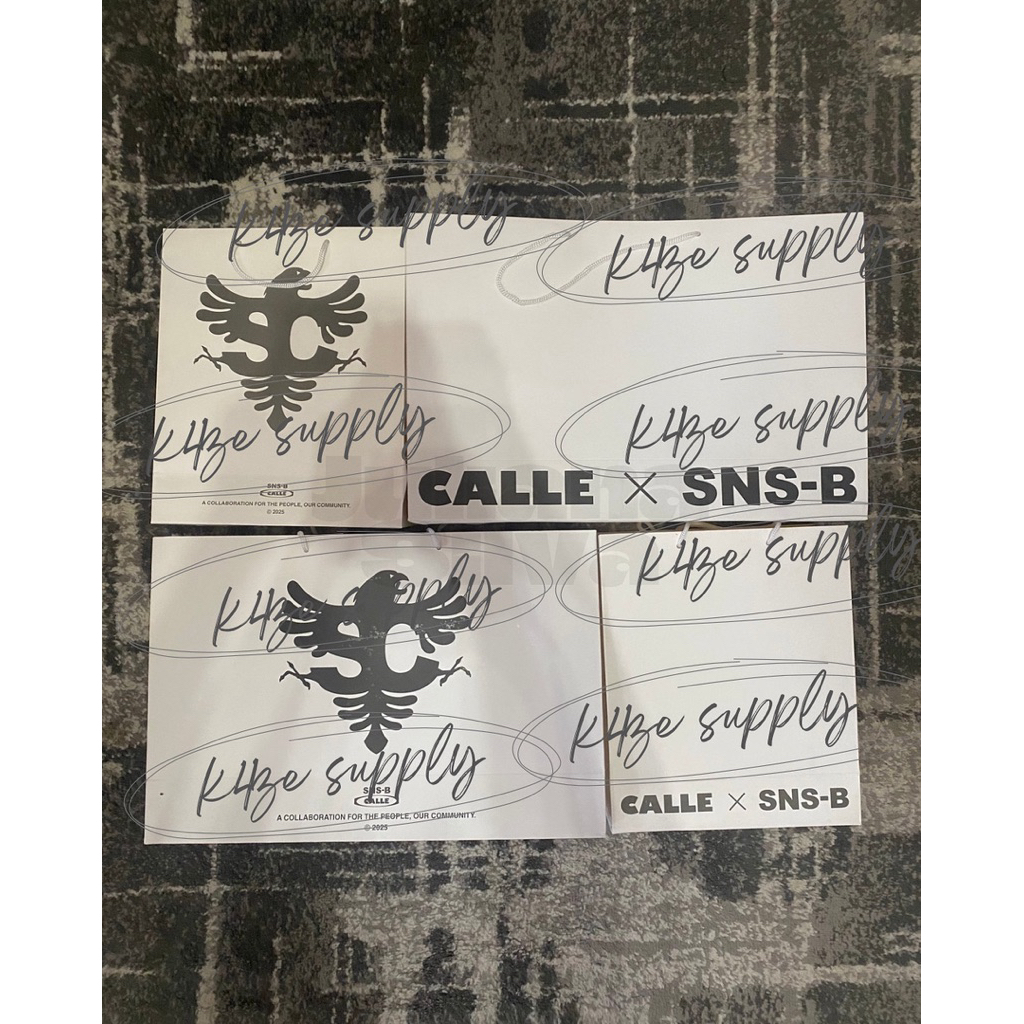 k4ze supply
k4ze supply
SC
k4ze supply
k4ze supply
SNS-B
CALLE
A COLLABORATION FOR THE PEOPLE, OUR COMMUNITY.
© 2025
CALLE × SNS-B
k4ze supply
k4ze supply
SC
k4ze supply
k4ze supply
SNS-B
CALLE
A COLLABORATION FOR THE PEOPLE, OUR COMMUNITY.
© 2025
CALLE × SNS-B